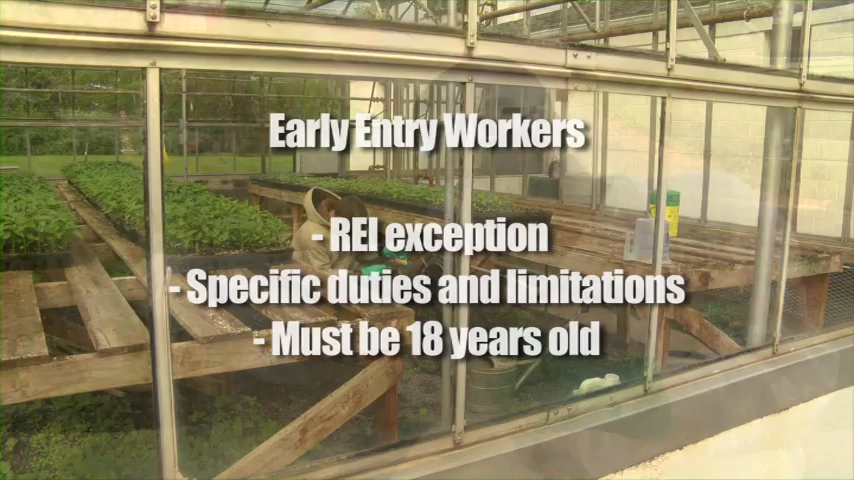 Early Entry Workers
- REI exception
- Specific duties and limitations
- Must be 18 years old